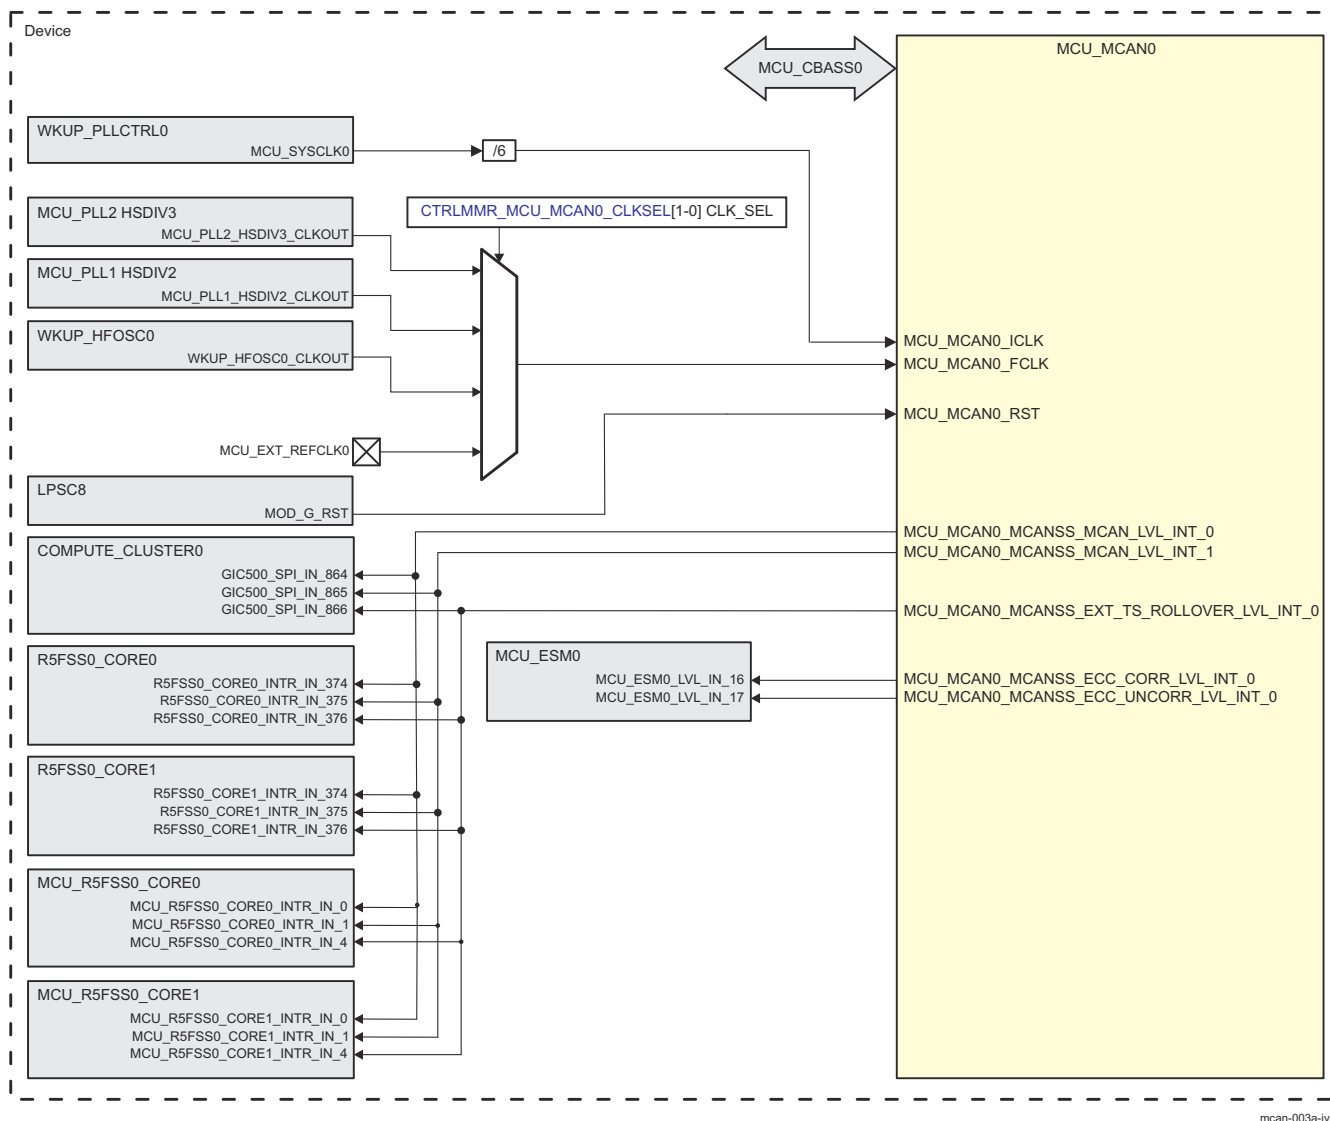 Device
MCU_MCAN0
MCU_CBASS0
WKUP_PLLCTRL0
MCU_SYSCLK0
/6
MCU_PLL2 HSDIV3
MCU_PLL2_HSDIV3_CLKOUT
CTRLMMR_MCU_MCAN0_CLKSEL[1-0] CLK_SEL
MCU_PLL1 HSDIV2
MCU_PLL1_HSDIV2_CLKOUT
WKUP_HFOSC0
WKUP_HFOSC0_CLKOUT
MCU_MCAN0_ICLK
MCU_MCAN0_FCLK
MCU_MCAN0_RST
MCU_EXT_REFCLK0
LPSC8
MOD_G_RST
MCU_MCAN0_MCANSS_MCAN_LVL_INT_0
MCU_MCAN0_MCANSS_MCAN_LVL_INT_1
COMPUTE_CLUSTER0
GIC500_SPI_IN_864
GIC500_SPI_IN_865
GIC500_SPI_IN_866
MCU_MCAN0_MCANSS_EXT_TS_ROLLOVER_LVL_INT_0
R5FSS0_CORE0
R5FSS0_CORE0_INTR_IN_374
R5FSS0_CORE0_INTR_IN_375
R5FSS0_CORE0_INTR_IN_376
MCU_ESM0
MCU_ESM0_LVL_IN_16
MCU_ESM0_LVL_IN_17
MCU_MCAN0_MCANSS_ECC_CORR_LVL_INT_0
MCU_MCAN0_MCANSS_ECC_UNCORR_LVL_INT_0
R5FSS0_CORE1
R5FSS0_CORE1_INTR_IN_374
R5FSS0_CORE1_INTR_IN_375
R5FSS0_CORE1_INTR_IN_376
MCU_R5FSS0_CORE0
MCU_R5FSS0_CORE0_INTR_IN_0
MCU_R5FSS0_CORE0_INTR_IN_1
MCU_R5FSS0_CORE0_INTR_IN_4
MCU_R5FSS0_CORE1
MCU_R5FSS0_CORE1_INTR_IN_0
MCU_R5FSS0_CORE1_INTR_IN_1
MCU_R5FSS0_CORE1_INTR_IN_4